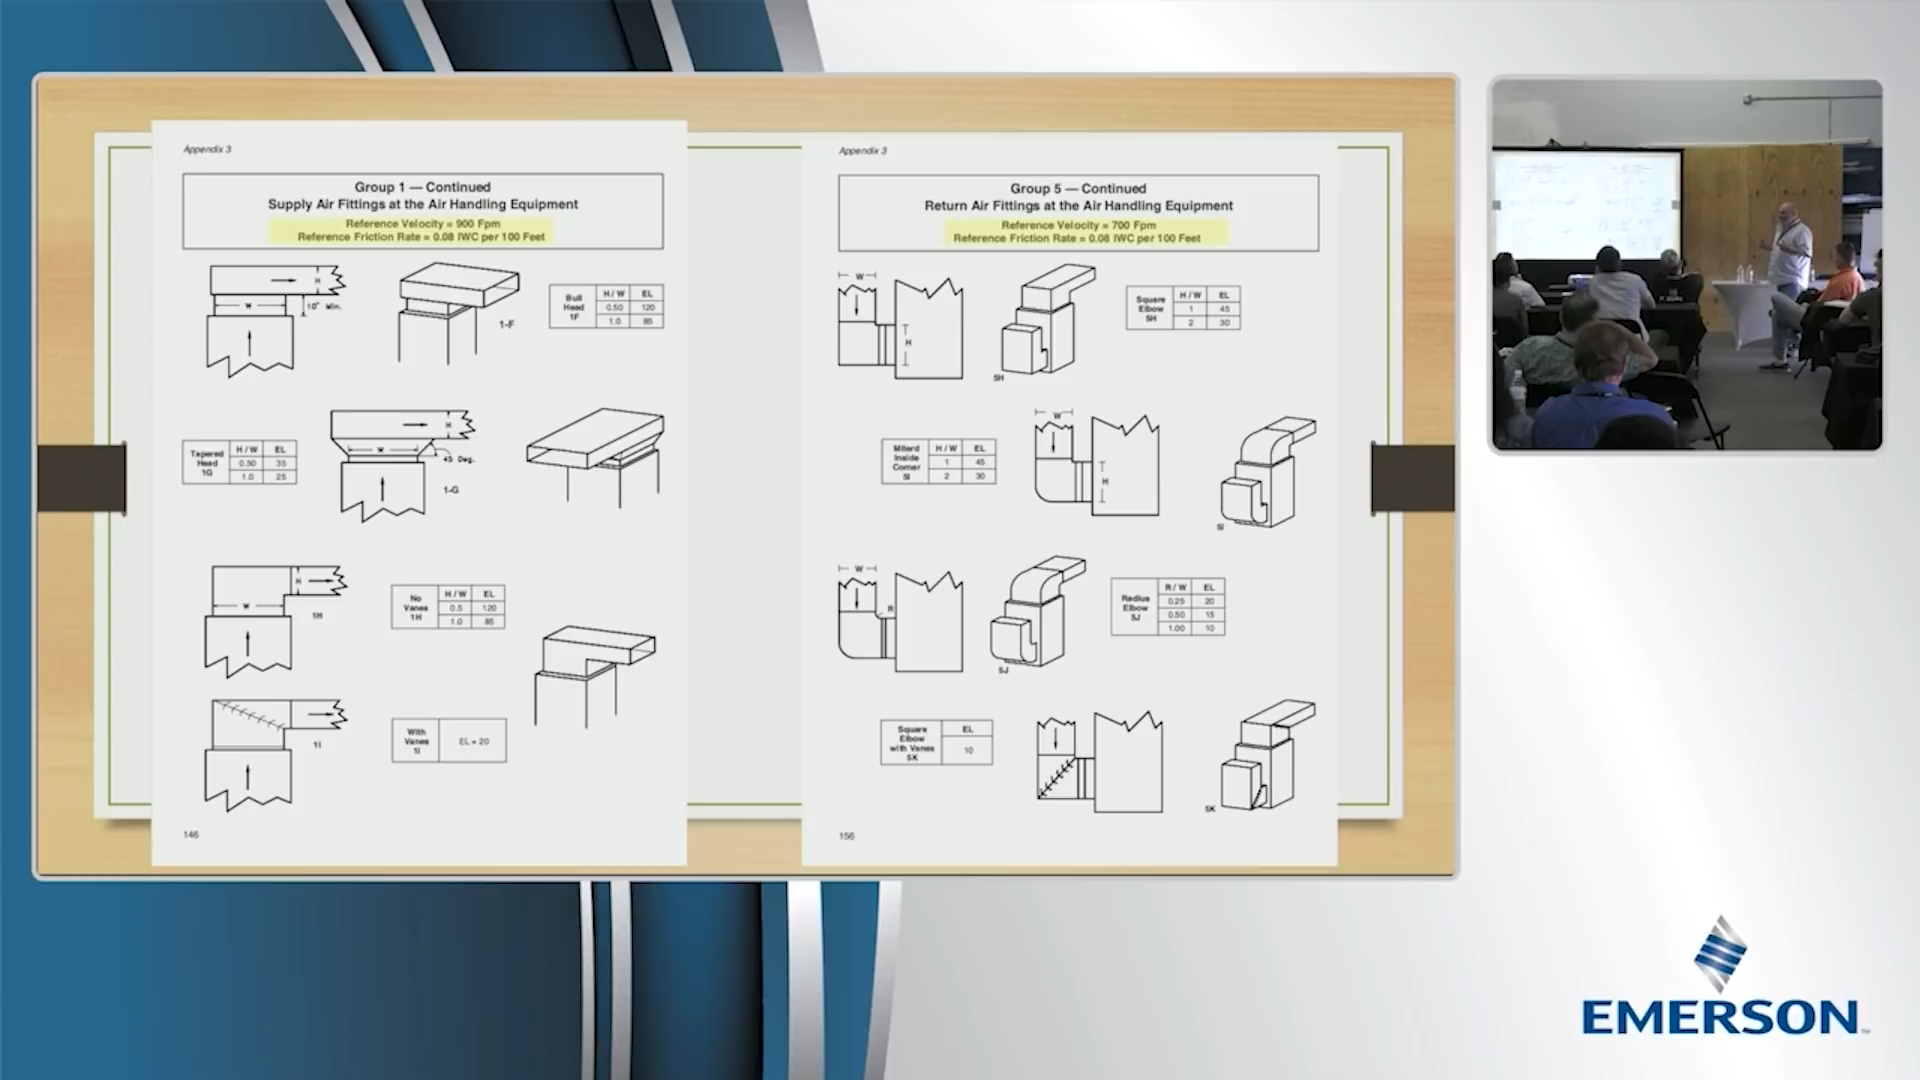 Appendix 3
Group 1 — Continued
Supply Air Fittings at the Air Handling Equipment
Reference Velocity = 900 Fpm
Reference Friction Rate = 0.08 IWC per 100 Feet
H
W
10" Min.
1-F
Bull Head 1F
H / W EL
0.50 120
1.0 85
Tapered Head 1G
H / W EL
0.50 35
1.0 25
H
W
45 Deg.
1-G
H
W
1H
No Vanes 1H
H / W EL
0.5 120
1.0 85
1I
With Vanes 1I
EL = 20
146
Appendix 3
Group 5 — Continued
Return Air Fittings at the Air Handling Equipment
Reference Velocity = 700 Fpm
Reference Friction Rate = 0.08 IWC per 100 Feet
W
H
5H
Square Elbow 5H
H / W EL
1 45
2 30
Miterd Inside Corner 5I
H / W EL
1 45
2 30
W
H
5I
W
R
5J
Radius Elbow 5J
R / W EL
0.25 20
0.50 15
1.00 10
Square Elbow with Vanes 5K
EL
10
5K
156
EMERSON